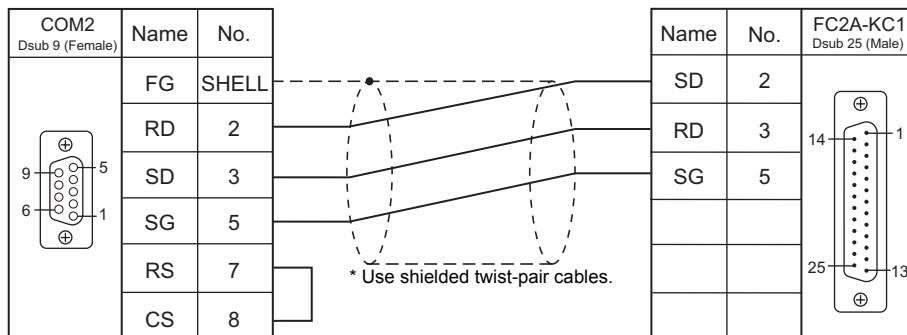 COM2
Dsub 9 (Female)
Name No.
FG SHELL
RD 2
SD 3
SG 5
RS 7
CS 8
9
5
6
1
* Use shielded twist-pair cables.
Name No.
SD 2
RD 3
SG 5
FC2A-KC1
Dsub 25 (Male)
14
1
25
13